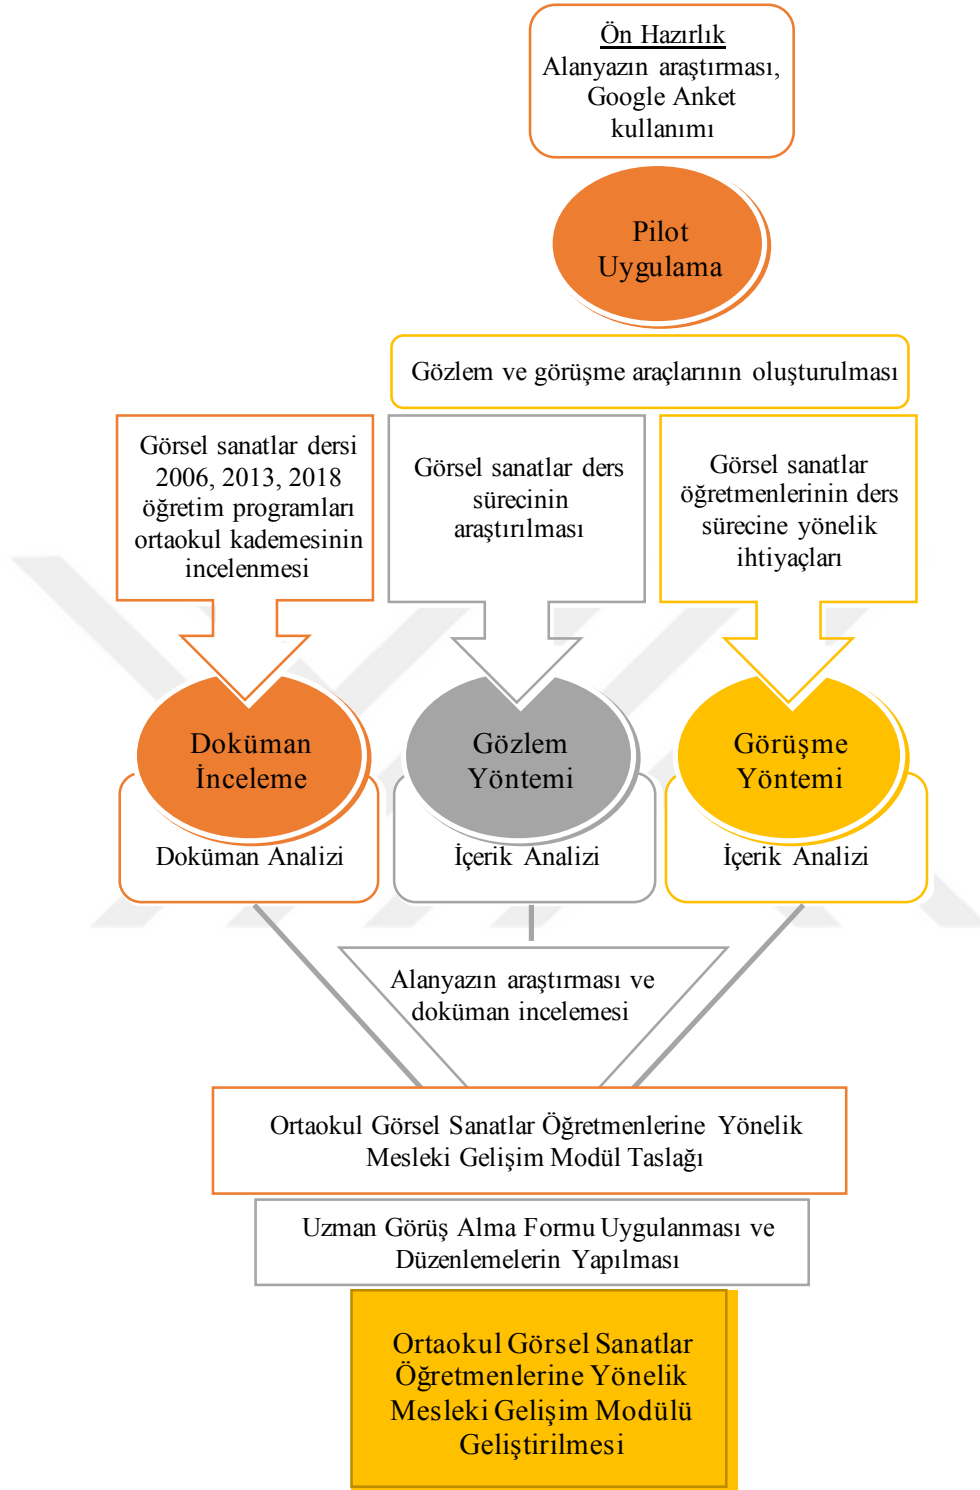 Ön Hazırlık
Alanyazın araştırması,
Google Anket
kullanımı
Pilot
Uygulama
Gözlem ve görüşme araçlarının oluşturulması
Görsel sanatlar dersi
2006, 2013, 2018
öğretim programları
ortaokul kademesinin
incelenmesi
Görsel sanatlar ders
sürecinin
araştırılması
Görsel sanatlar
öğretmenlerinin ders
sürecine yönelik
ihtiyaçları
Doküman
İnceleme
Doküman Analizi
Gözlem
Yöntemi
İçerik Analizi
Görüşme
Yöntemi
İçerik Analizi
Alanyazın araştırması ve
doküman incelemesi
Ortaokul Görsel Sanatlar Öğretmenlerine Yönelik
Mesleki Gelişim Modül Taslağı
Uzman Görüş Alma Formu Uygulanması ve
Düzenlemelerin Yapılması
Ortaokul Görsel Sanatlar
Öğretmenlerine Yönelik
Mesleki Gelişim Modülü
Geliştirilmesi